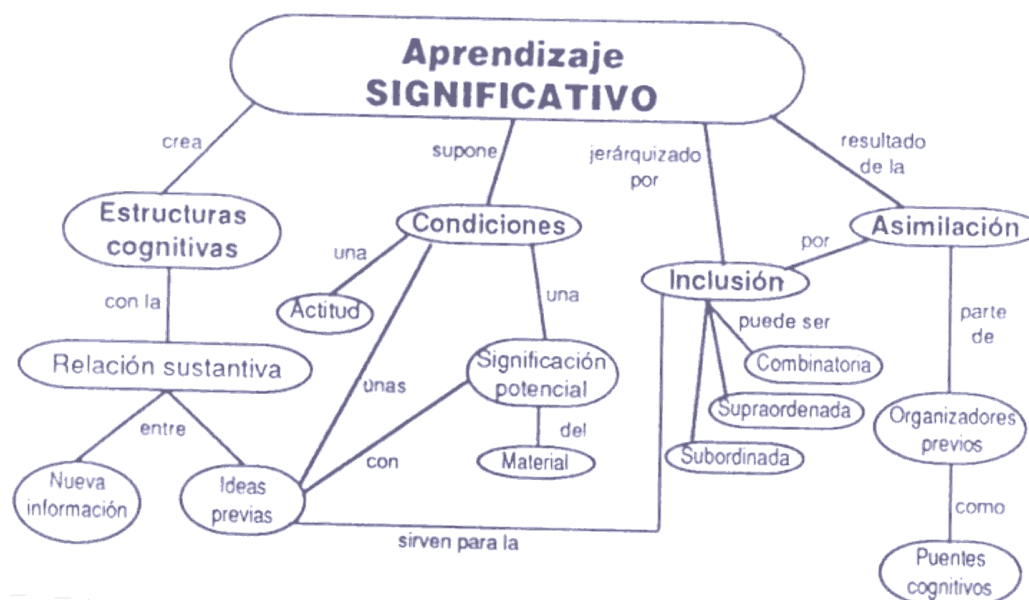 Aprendizaje
SIGNIFICATIVO
crea
supone
jerárquizado
por
resultado
de la
Estructuras
cognitivas
Condiciones
Asimilación
por
una
Inclusión
con la
Actitud
una
puede ser
parte
de
Relación sustantiva
Significación
potencial
Combinatoria
unas
Supraordenada
Organizadores
previos
entre
con
del
Material
Subordinada
Nueva
información
Ideas
previas
sirven para la
como
Puentes
cognitivos